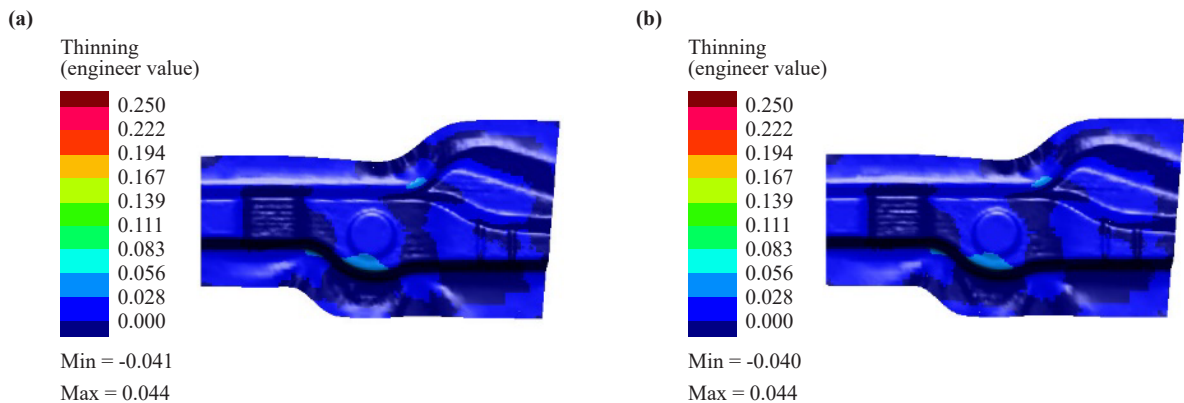 (a)
Thinning
(engineer value)
0.250
0.222
0.194
0.167
0.139
0.111
0.083
0.056
0.028
0.000
Min = -0.041
Max = 0.044
(b)
Thinning
(engineer value)
0.250
0.222
0.194
0.167
0.139
0.111
0.083
0.056
0.028
0.000
Min = -0.040
Max = 0.044